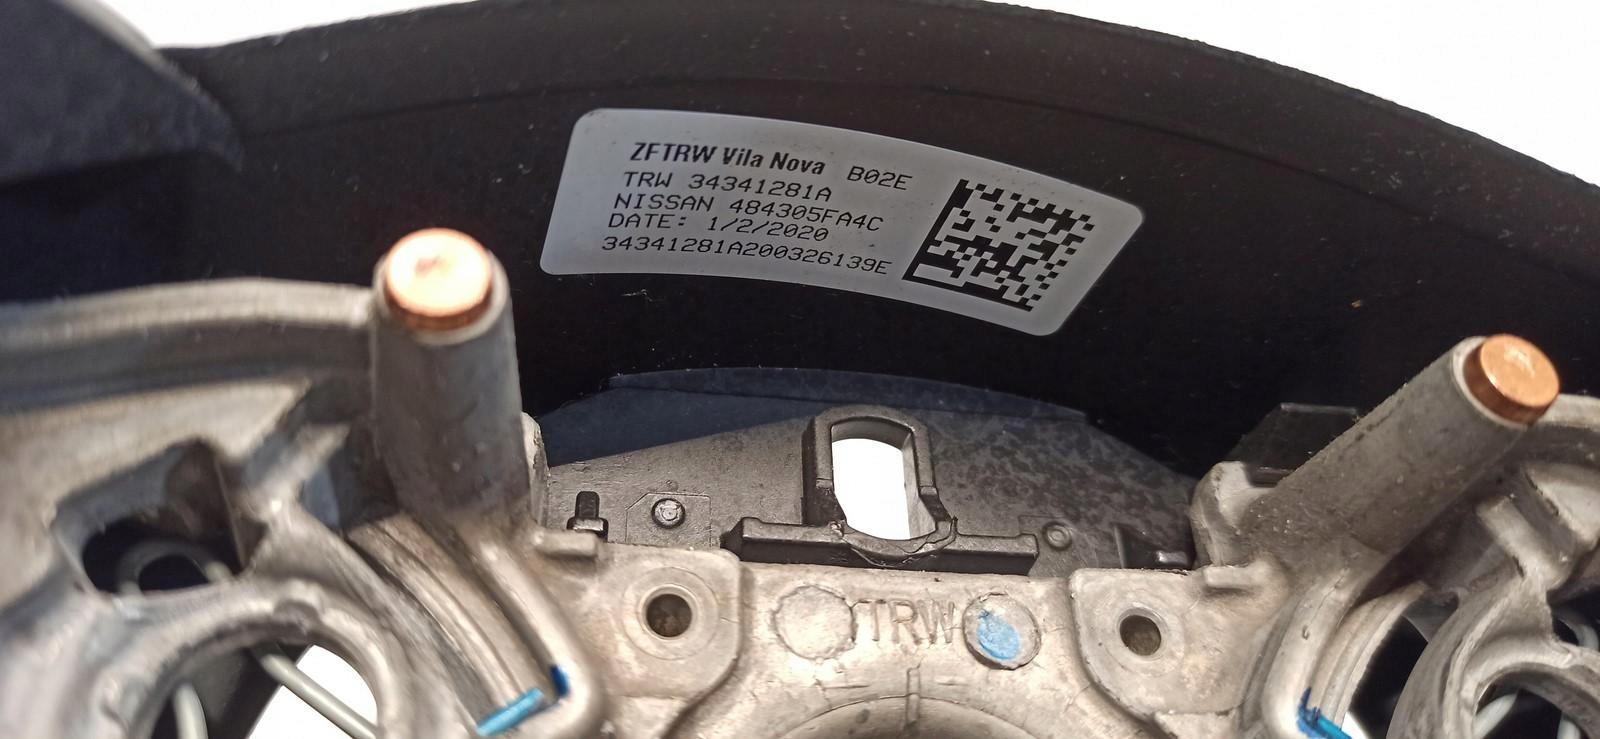 ZFTRW Vila Nova B02E
TRW 34341281A
NISSAN 484305FA4C
DATE: 1/2/2020
34341281A200326139E
TRW